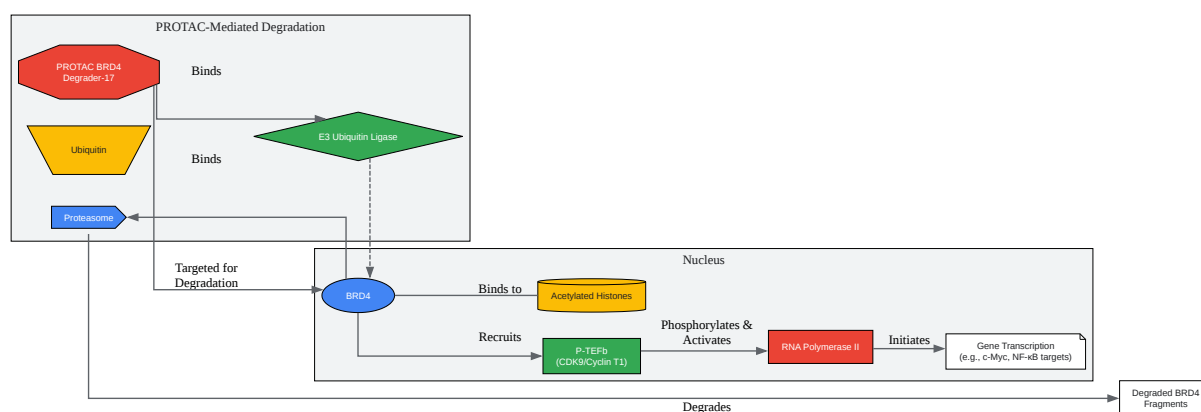 PROTAC-Mediated Degradation
PROTAC BRD4
Degrader-17
Binds
E3 Ubiquitin Ligase
Ubiquitin
Binds
Proteasome
Targeted for
Degradation
Nucleus
BRD4
Binds to
Acetylated Histones
Recruits
P-TEFb
(CDK9/Cyclin T1)
Phosphorylates &
Activates
RNA Polymerase II
Initiates
Gene Transcription
(e.g., c-Myc, NF-κB targets)
Degrades
Degraded BRD4
Fragments